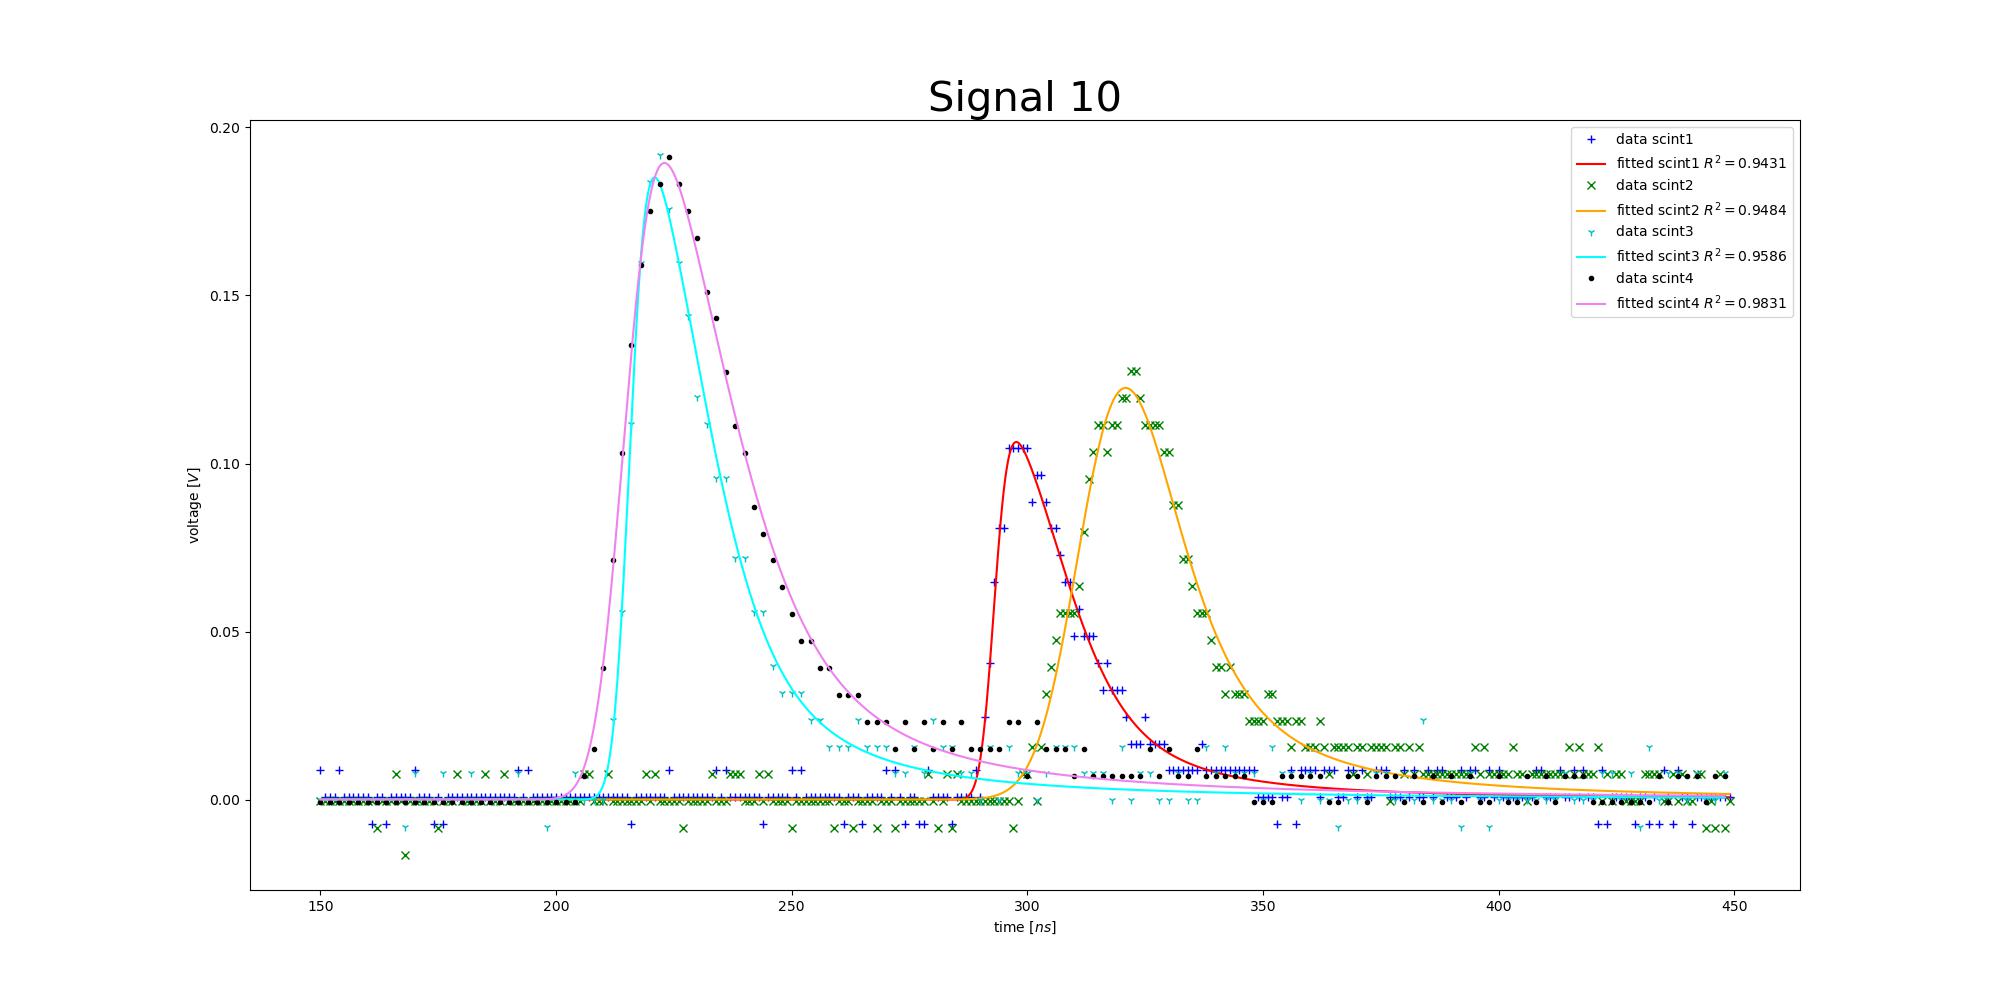 Signal 10
data scint1
fitted scint1 R² = 0.9431
data scint2
fitted scint2 R² = 0.9484
data scint3
fitted scint3 R² = 0.9586
data scint4
fitted scint4 R² = 0.9831
voltage [V]
0.20
0.15
0.10
0.05
0.00
150 200 250 300 350 400 450
time [ns]